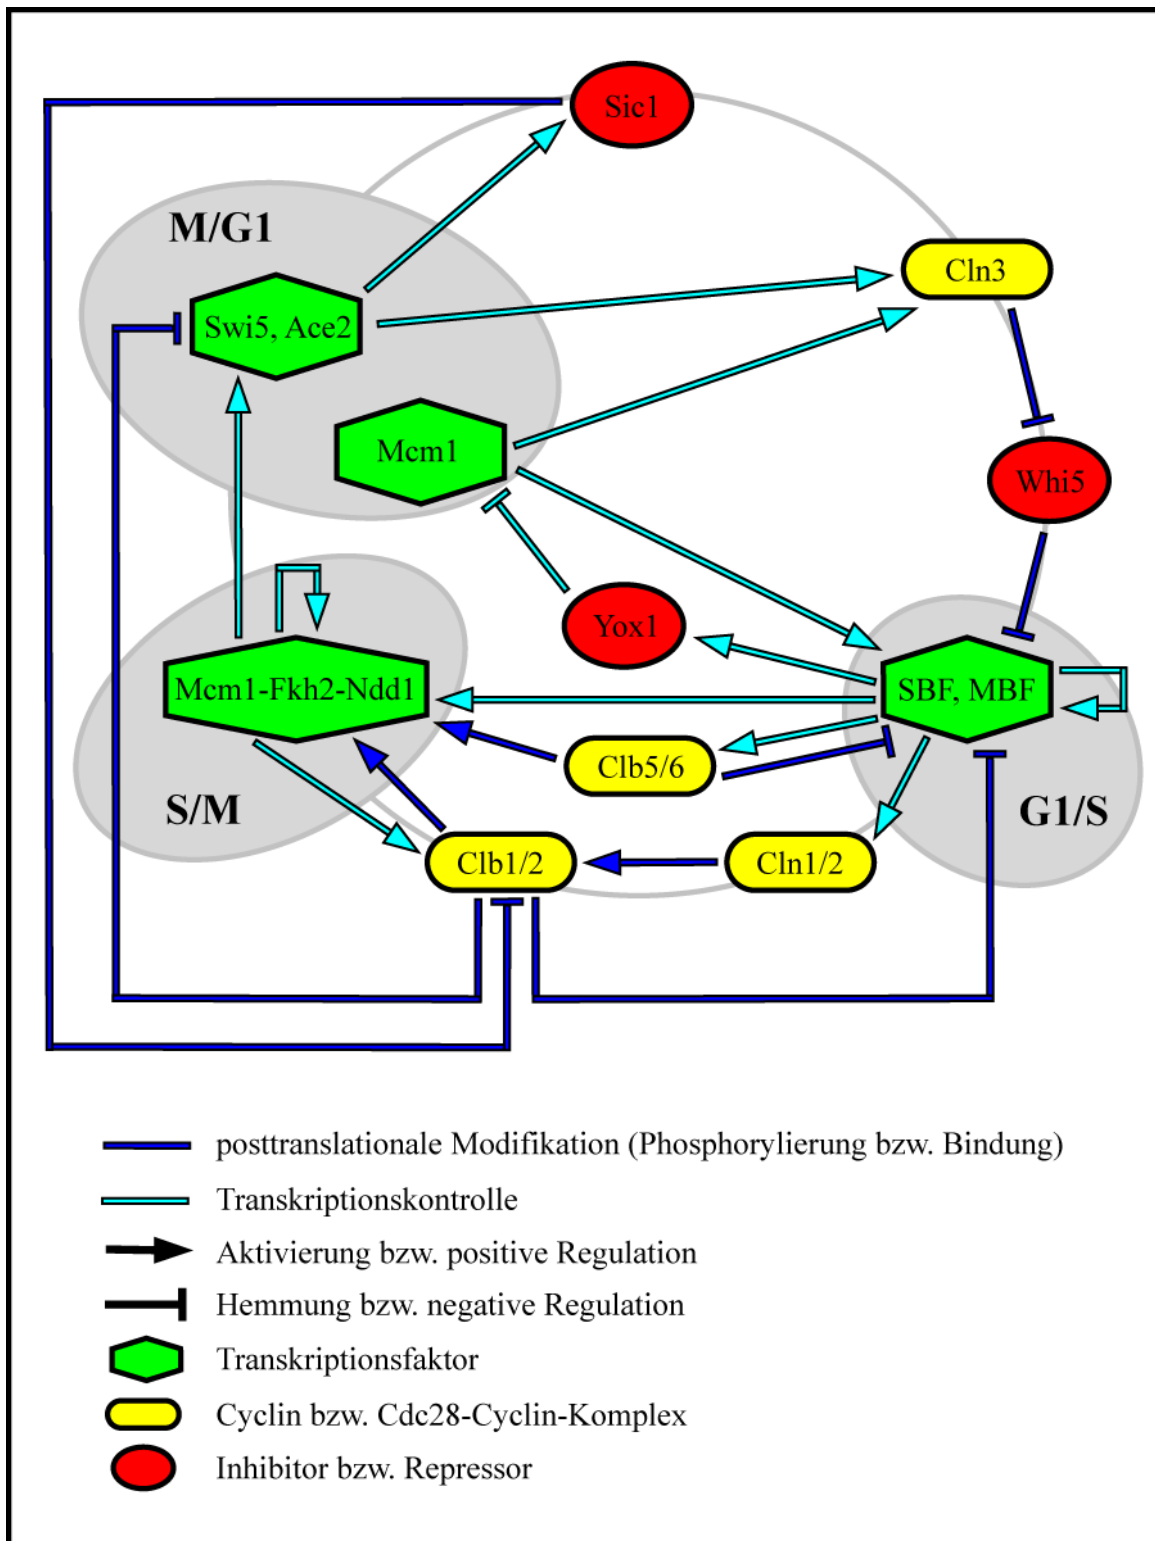 Sic1
M/G1
Cln3
Swi5, Ace2
Mcm1
Whi5
Yox1
Mcm1-Fkh2-Ndd1
SBF, MBF
Clb5/6
S/M
G1/S
Clb1/2
Cln1/2
posttranslationale Modifikation (Phosphorylierung bzw. Bindung)
Transkriptionskontrolle
Aktivierung bzw. positive Regulation
Hemmung bzw. negative Regulation
Transkriptionsfaktor
Cyclin bzw. Cdc28-Cyclin-Komplex
Inhibitor bzw. Repressor